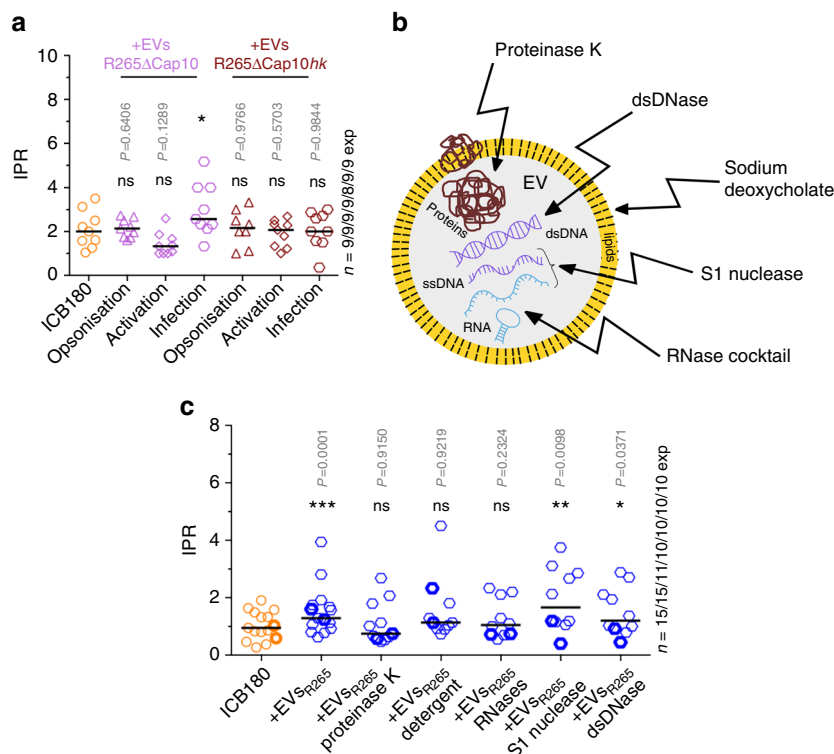 a
+EVs
R265ΔCap10
+EVs
R265ΔCap10hk
10
8
6
4
2
0
IPR
P=0.6406
P=0.1289
*
P=0.9766
P=0.5703
P=0.9844
ns
ns
ns
ns
ns
n = 9/9/9/9/8/9/9 exp
ICB180
Opsonisation
Activation
Infection
Opsonisation
Activation
Infection
b
Proteinase K
dsDNase
Sodium
deoxycholate
S1 nuclease
RNase cocktail
EV
Proteins
dsDNA
ssDNA
RNA
lipids
c
8
6
4
2
0
IPR
P=0.0001
P=0.9150
P=0.9219
P=0.2324
P=0.0098
P=0.0371
***
ns
ns
ns
**
*
n = 15/15/11/10/10/10/10 exp
ICB180
+EVsR265
+EVsR265
proteinase K
+EVsR265
detergent
+EVsR265
RNases
+EVsR265
S1 nuclease
+EVsR265
dsDNase